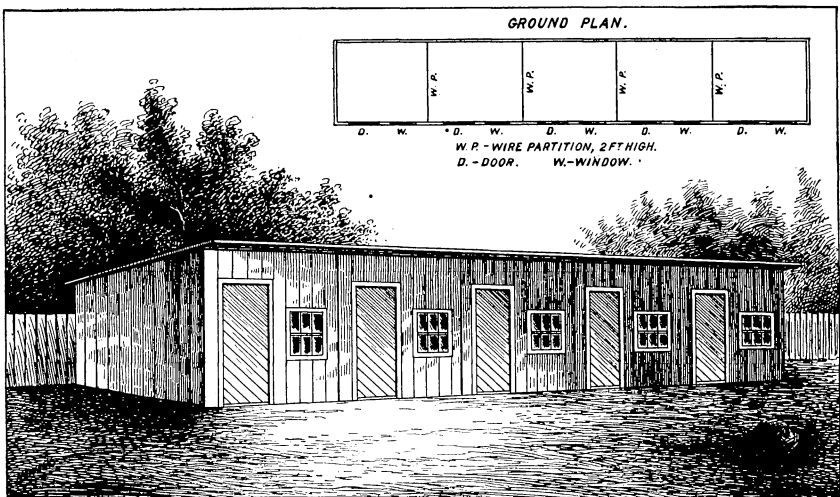 GROUND PLAN.
W. P.
W. P.
W. P.
W. P.
D. W. D. W. D. W. D. W. D. W.
W. P. - WIRE PARTITION, 2 FT HIGH.
D. - DOOR. W. - WINDOW.